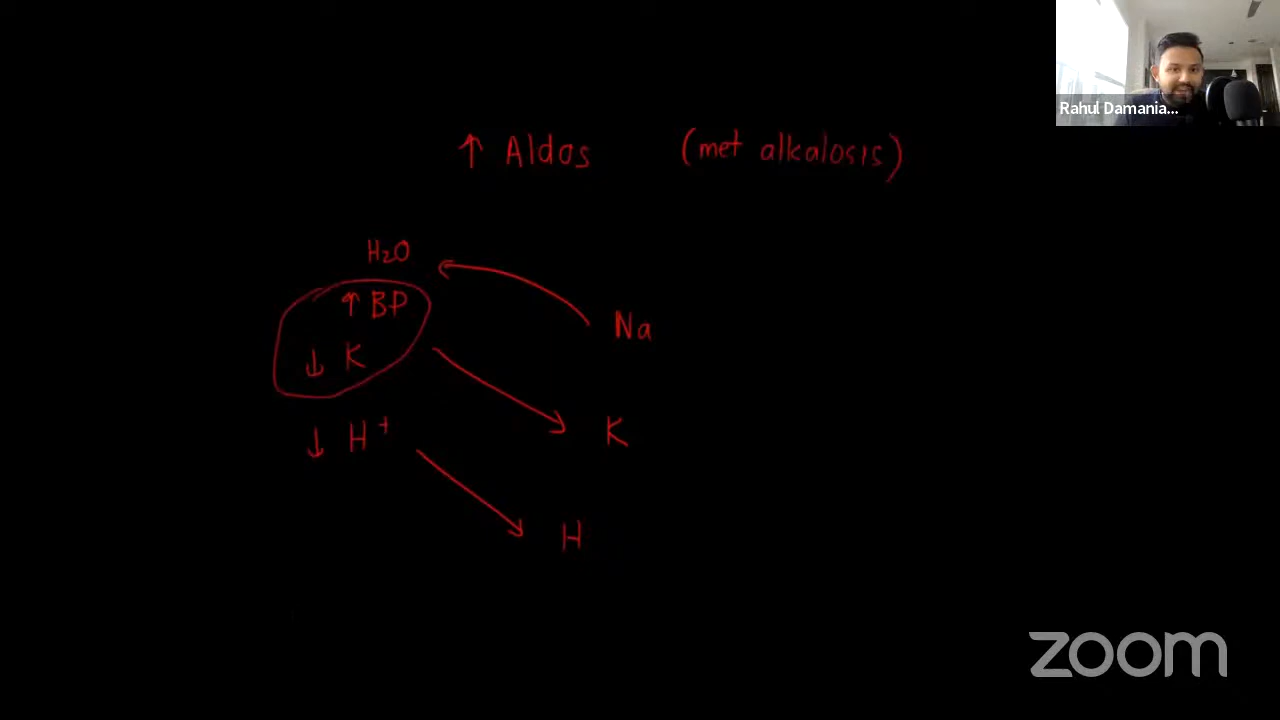 Rahul Damania...
↑ Aldos (met alkalosis)
H₂O
↑ BP
Na
↓ K
K
↓ H⁺
H
zoom